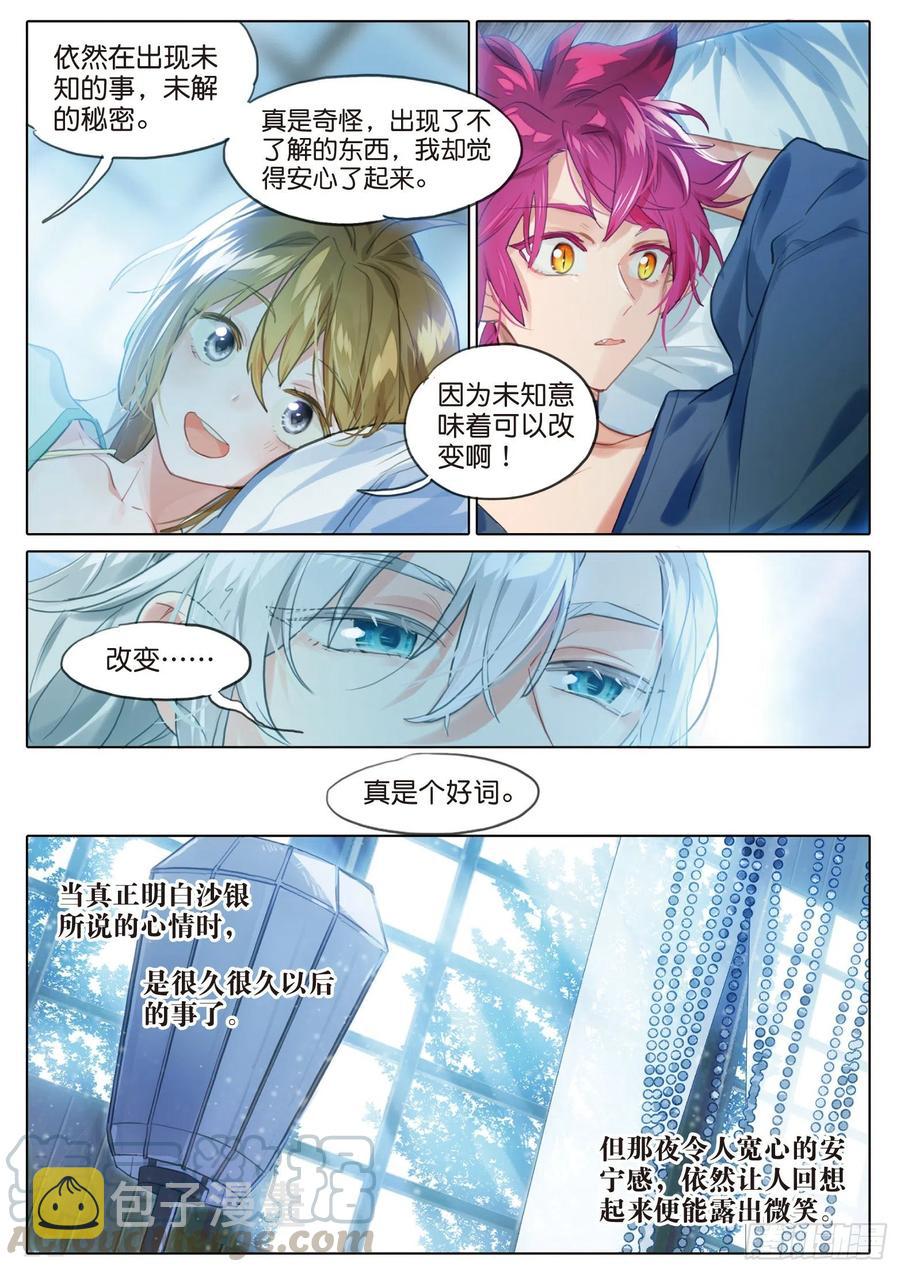 依然在出现未
知的事，未解
的秘密。
真是奇怪，出现了不
了解的东西，我却觉
得安心了起来。
因为未知意
味着可以改
变啊！
改变……
真是个好词。
当真正明白沙银
所说的心情时，
是很久很久以后
的事了。
但那夜令人宽心的安
宁感，依然让人回想
起来便能露出微笑。
包子漫畫